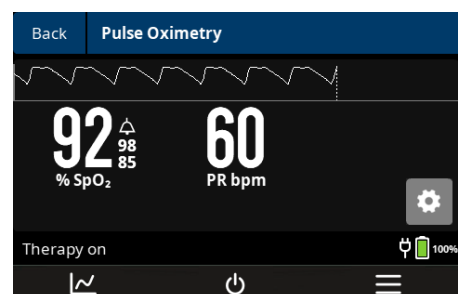 Back Pulse Oximetry
92 98 60
85
% SpO₂ PR bpm
Therapy on 100%